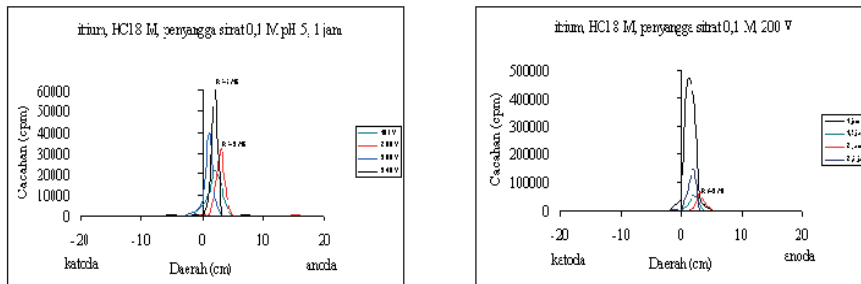 itrium, HCl 8 M, penyangga sitrat 0,1 M pH 5, 1 jam
Cacahan (cpm)
60000
50000
40000
30000
20000
10000
0
-20
-10
0
10
20
katoda
Daerah (cm)
anoda
200 V
300 V
itrium, HCl 8 M, penyangga sitrat 0,1 M, 200 V
Cacahan (cpm)
500000
400000
300000
200000
100000
0
-20
-10
0
10
20
katoda
Daerah (cm)
anoda